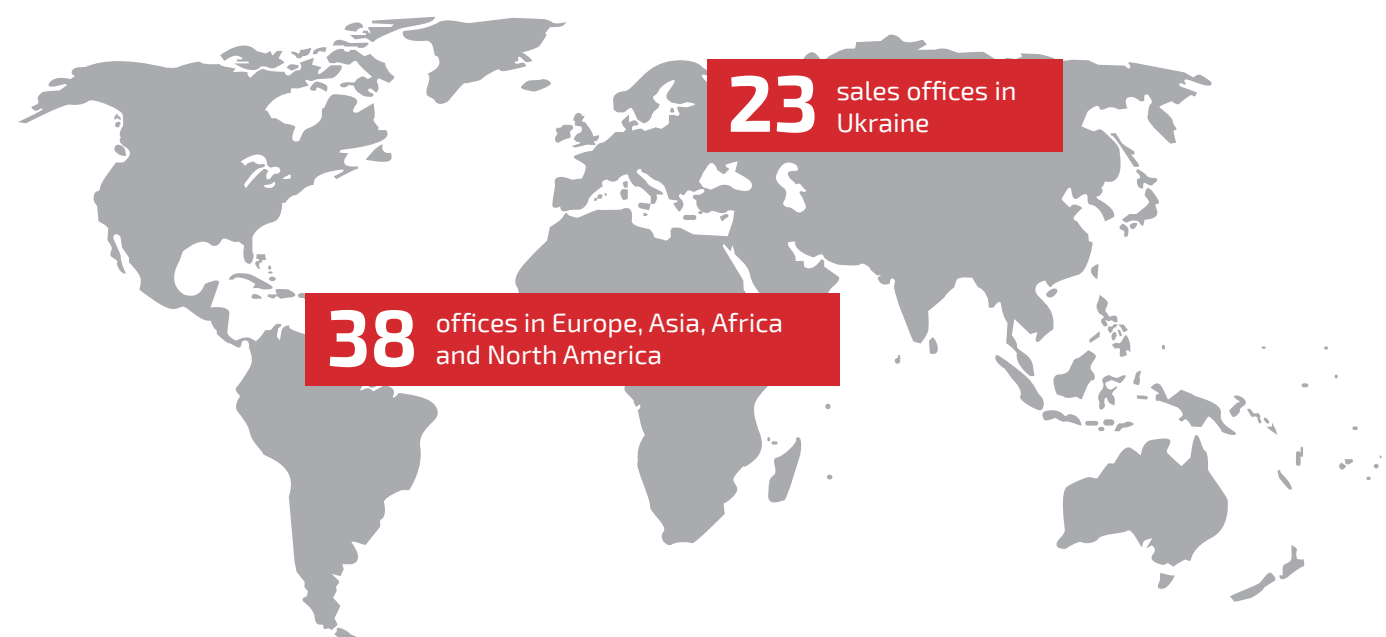 23
sales offices in
Ukraine
38
offices in Europe, Asia, Africa
and North America